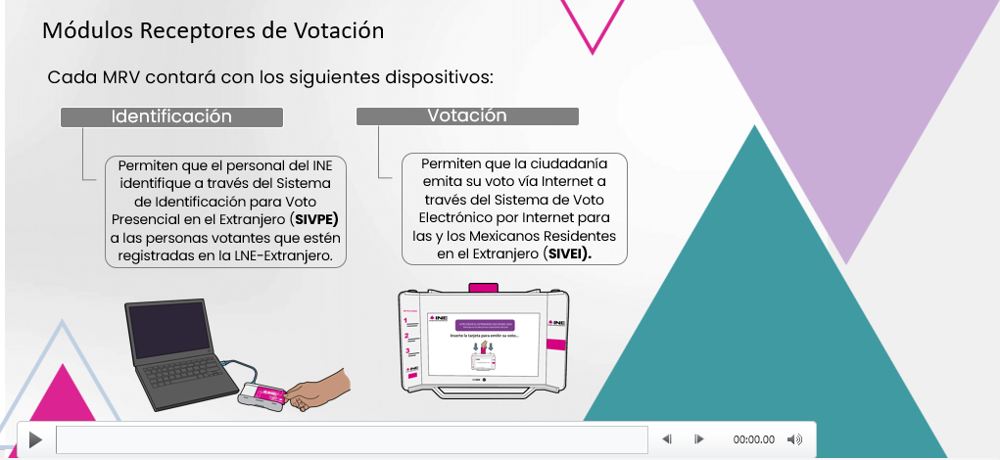 Módulos Receptores de Votación
Cada MRV contará con los siguientes dispositivos:
Identificación
Permiten que el personal del INE
identifique a través del Sistema
de Identificación para Voto
Presencial en el Extranjero (SIVPE)
a las personas votantes que estén
registradas en la LNE-Extranjero.
Votación
Permiten que la ciudadanía
emita su voto vía Internet a
través del Sistema de Voto
Electrónico por Internet para
las y los Mexicanos Residentes
en el Extranjero (SIVEI).
1
2
3
INE
INE
Inserte la tarjeta para emitir su voto...
INE
00:00.00